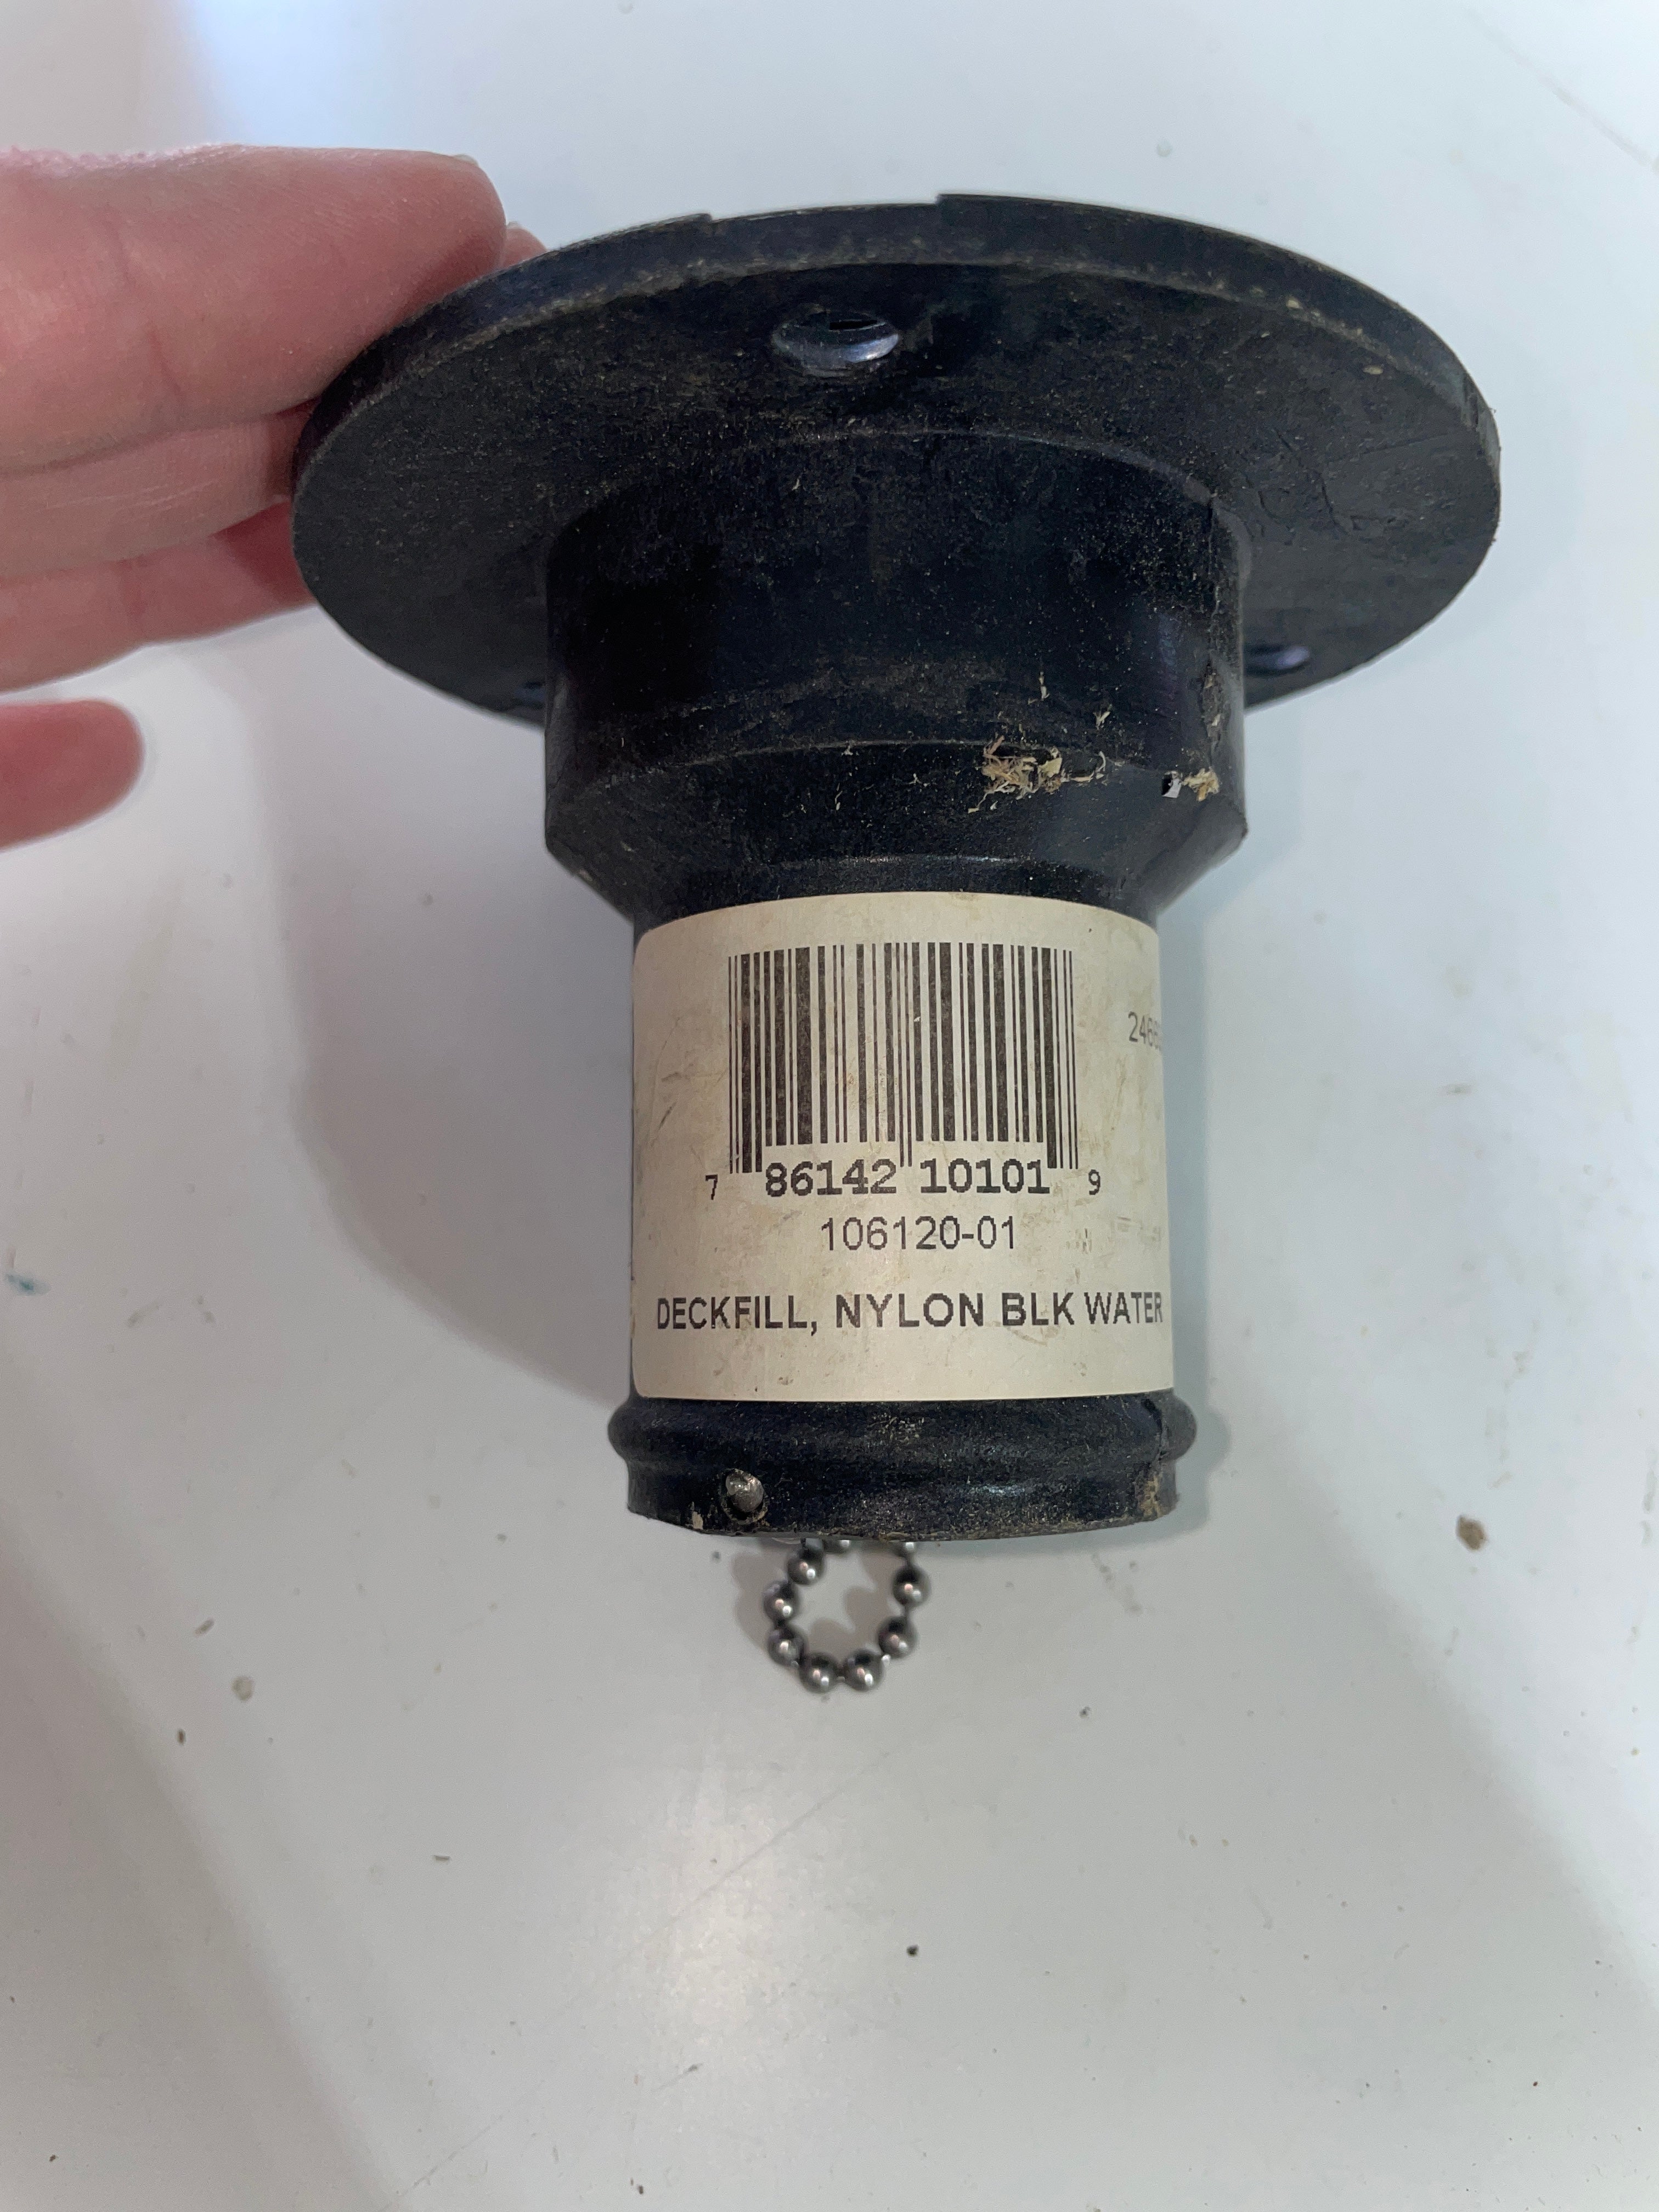 7 86142 10101 9
106120-01
DECKFILL, NYLON BLK WATER